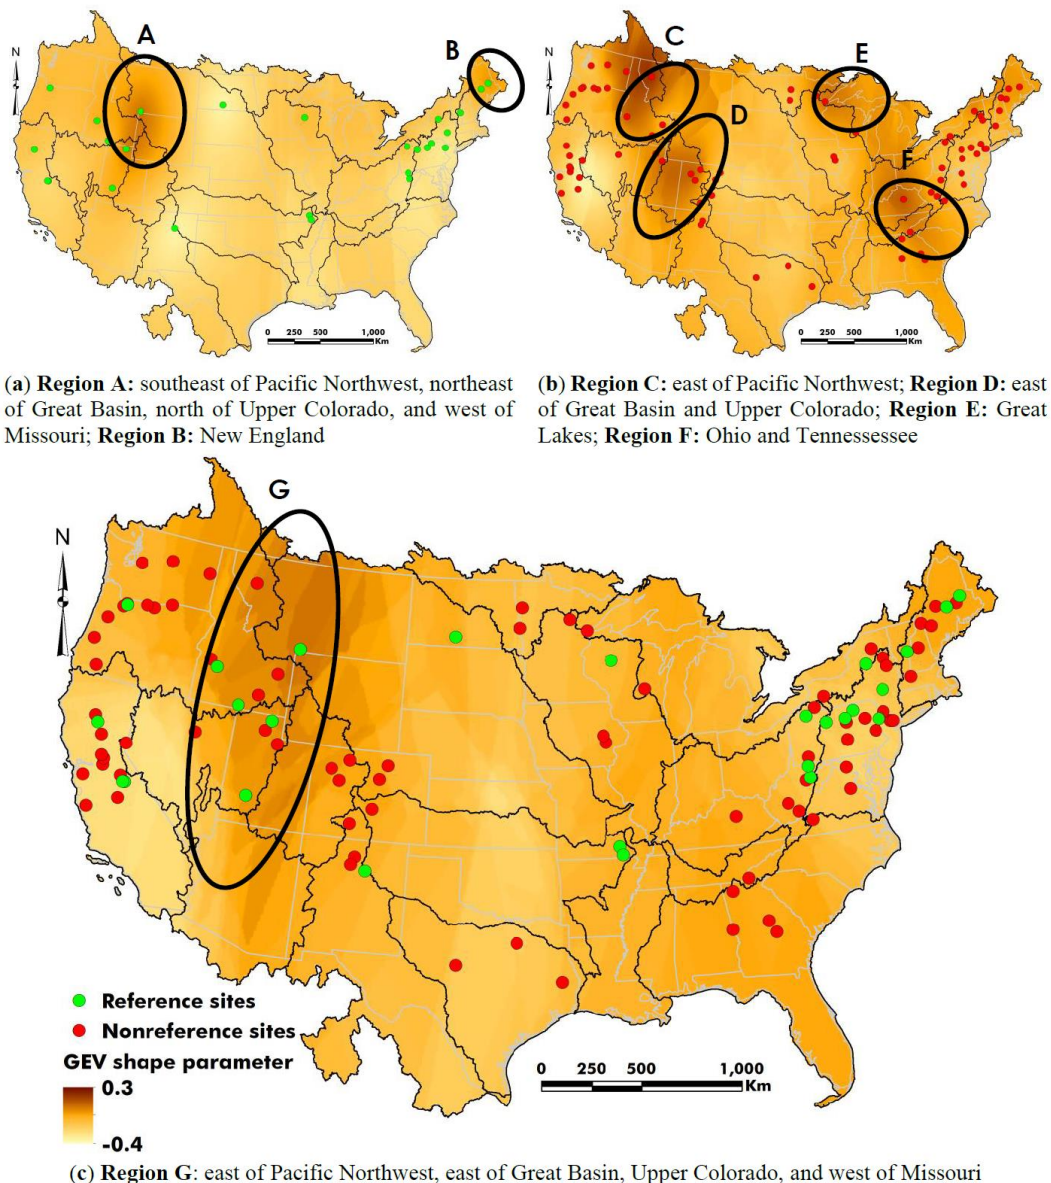 A
B
N
0 250 500 1,000
Km
C
D
E
F
N
0 250 500 1,000
Km
(a) Region A: southeast of Pacific Northwest, northeast
of Great Basin, north of Upper Colorado, and west of
Missouri; Region B: New England
(b) Region C: east of Pacific Northwest; Region D: east
of Great Basin and Upper Colorado; Region E: Great
Lakes; Region F: Ohio and Tennessessee
G
N
Reference sites
Nonreference sites
GEV shape parameter
0.3
-0.4
0 250 500 1,000
Km
(c) Region G: east of Pacific Northwest, east of Great Basin, Upper Colorado, and west of Missouri